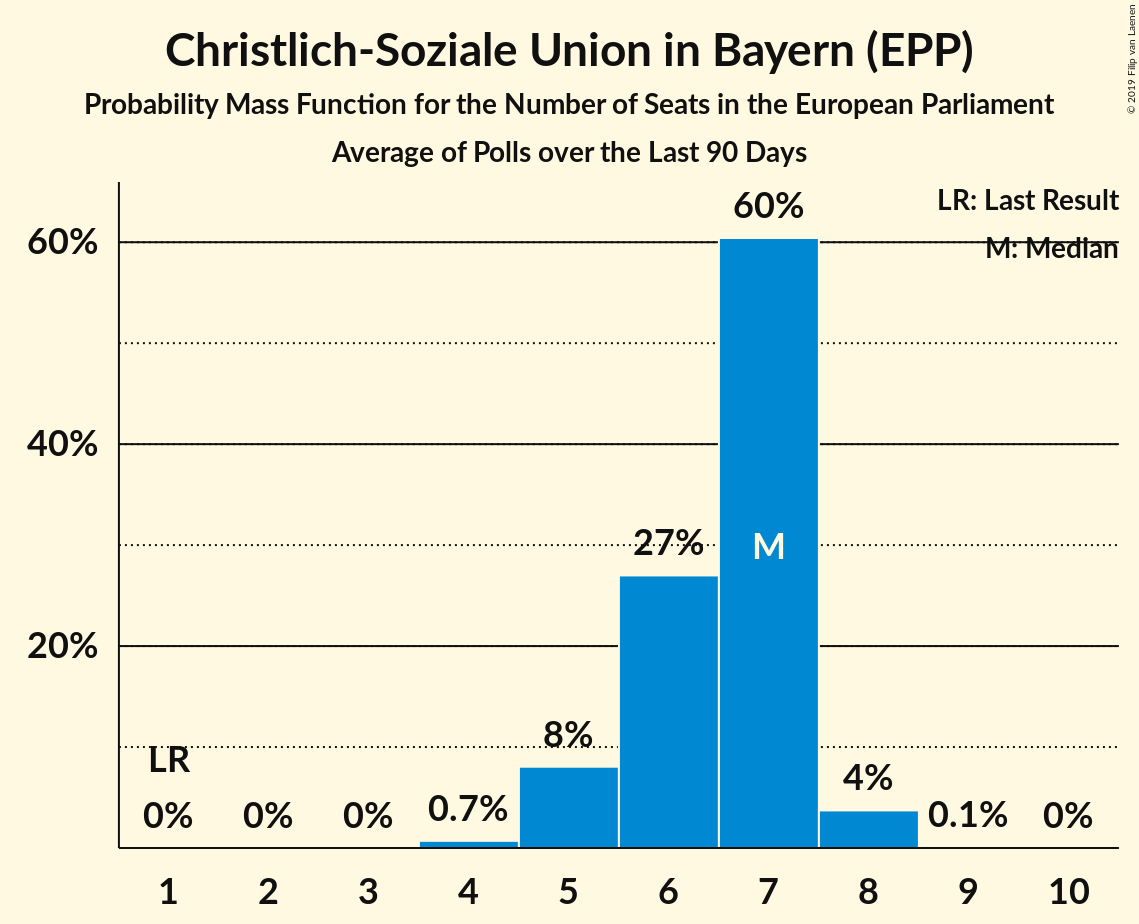 Christlich-Soziale Union in Bayern (EPP)
Probability Mass Function for the Number of Seats in the European Parliament
Average of Polls over the Last 90 Days
© 2019 Filip van Laenen
LR: Last Result
M: Median
60%
40%
20%
LR
0%
0%
0%
0.7%
8%
27%
60%
M
4%
0.1%
0%
1 2 3 4 5 6 7 8 9 10